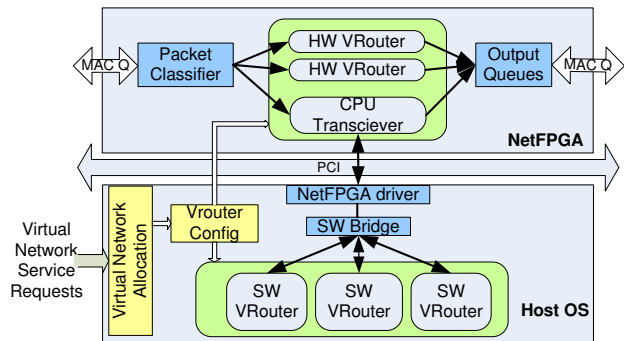 MAC Q
Packet
Classifier
HW VRouter
HW VRouter
CPU
Transciever
Output
Queues
MAC Q
NetFPGA
PCI
NetFPGA driver
SW Bridge
Virtual
Network
Service
Requests
Virtual Network
Allocation
Vrouter
Config
SW
VRouter
SW
VRouter
SW
VRouter
Host OS